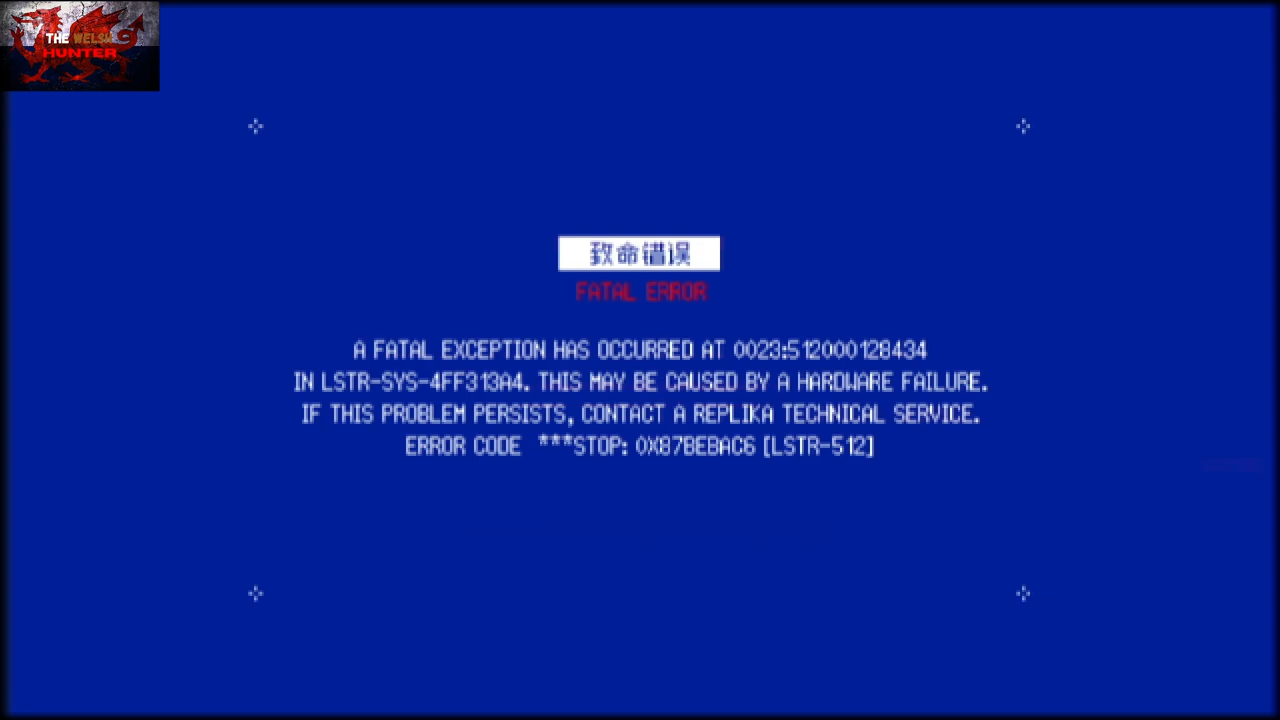 THE WELSH
HUNTER
致命错误
FATAL ERROR
A FATAL EXCEPTION HAS OCCURRED AT 0023:512000128434
IN LSTR-SYS-4FF313A4. THIS MAY BE CAUSED BY A HARDWARE FAILURE.
IF THIS PROBLEM PERSISTS, CONTACT A REPLIKA TECHNICAL SERVICE.
ERROR CODE ***STOP: 0X87BEBAC6 [LSTR-512]